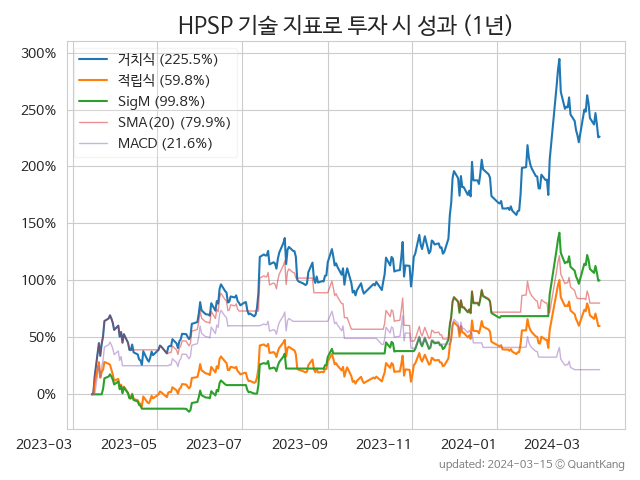 HPSP 기술 지표로 투자 시 성과 (1년)
거치식 (225.5%)
적립식 (59.8%)
SigM (99.8%)
SMA(20) (79.9%)
MACD (21.6%)
300%
250%
200%
150%
100%
50%
0%
2023-03 2023-05 2023-07 2023-09 2023-11 2024-01 2024-03
updated: 2024-03-15 © QuantKang